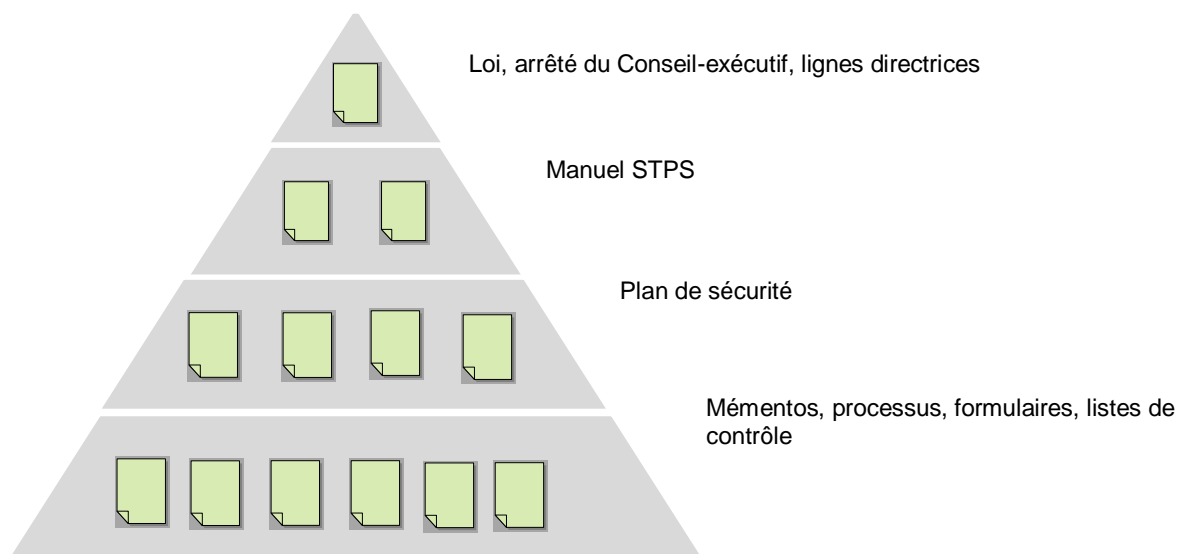 Loi, arrêté du Conseil-exécutif, lignes directrices
Manuel STPS
Plan de sécurité
Mémentos, processus, formulaires, listes de
contrôle